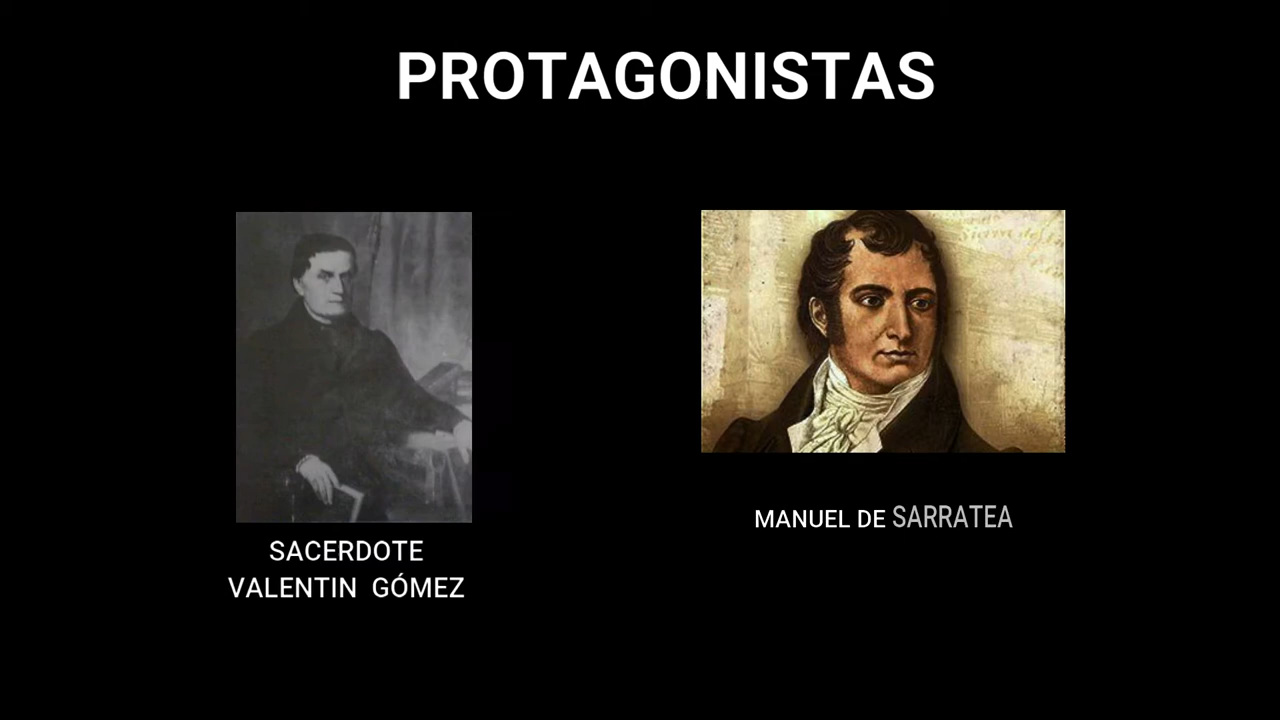 PROTAGONISTAS
SACERDOTE
VALENTIN GÓMEZ
MANUEL DE SARRATEA